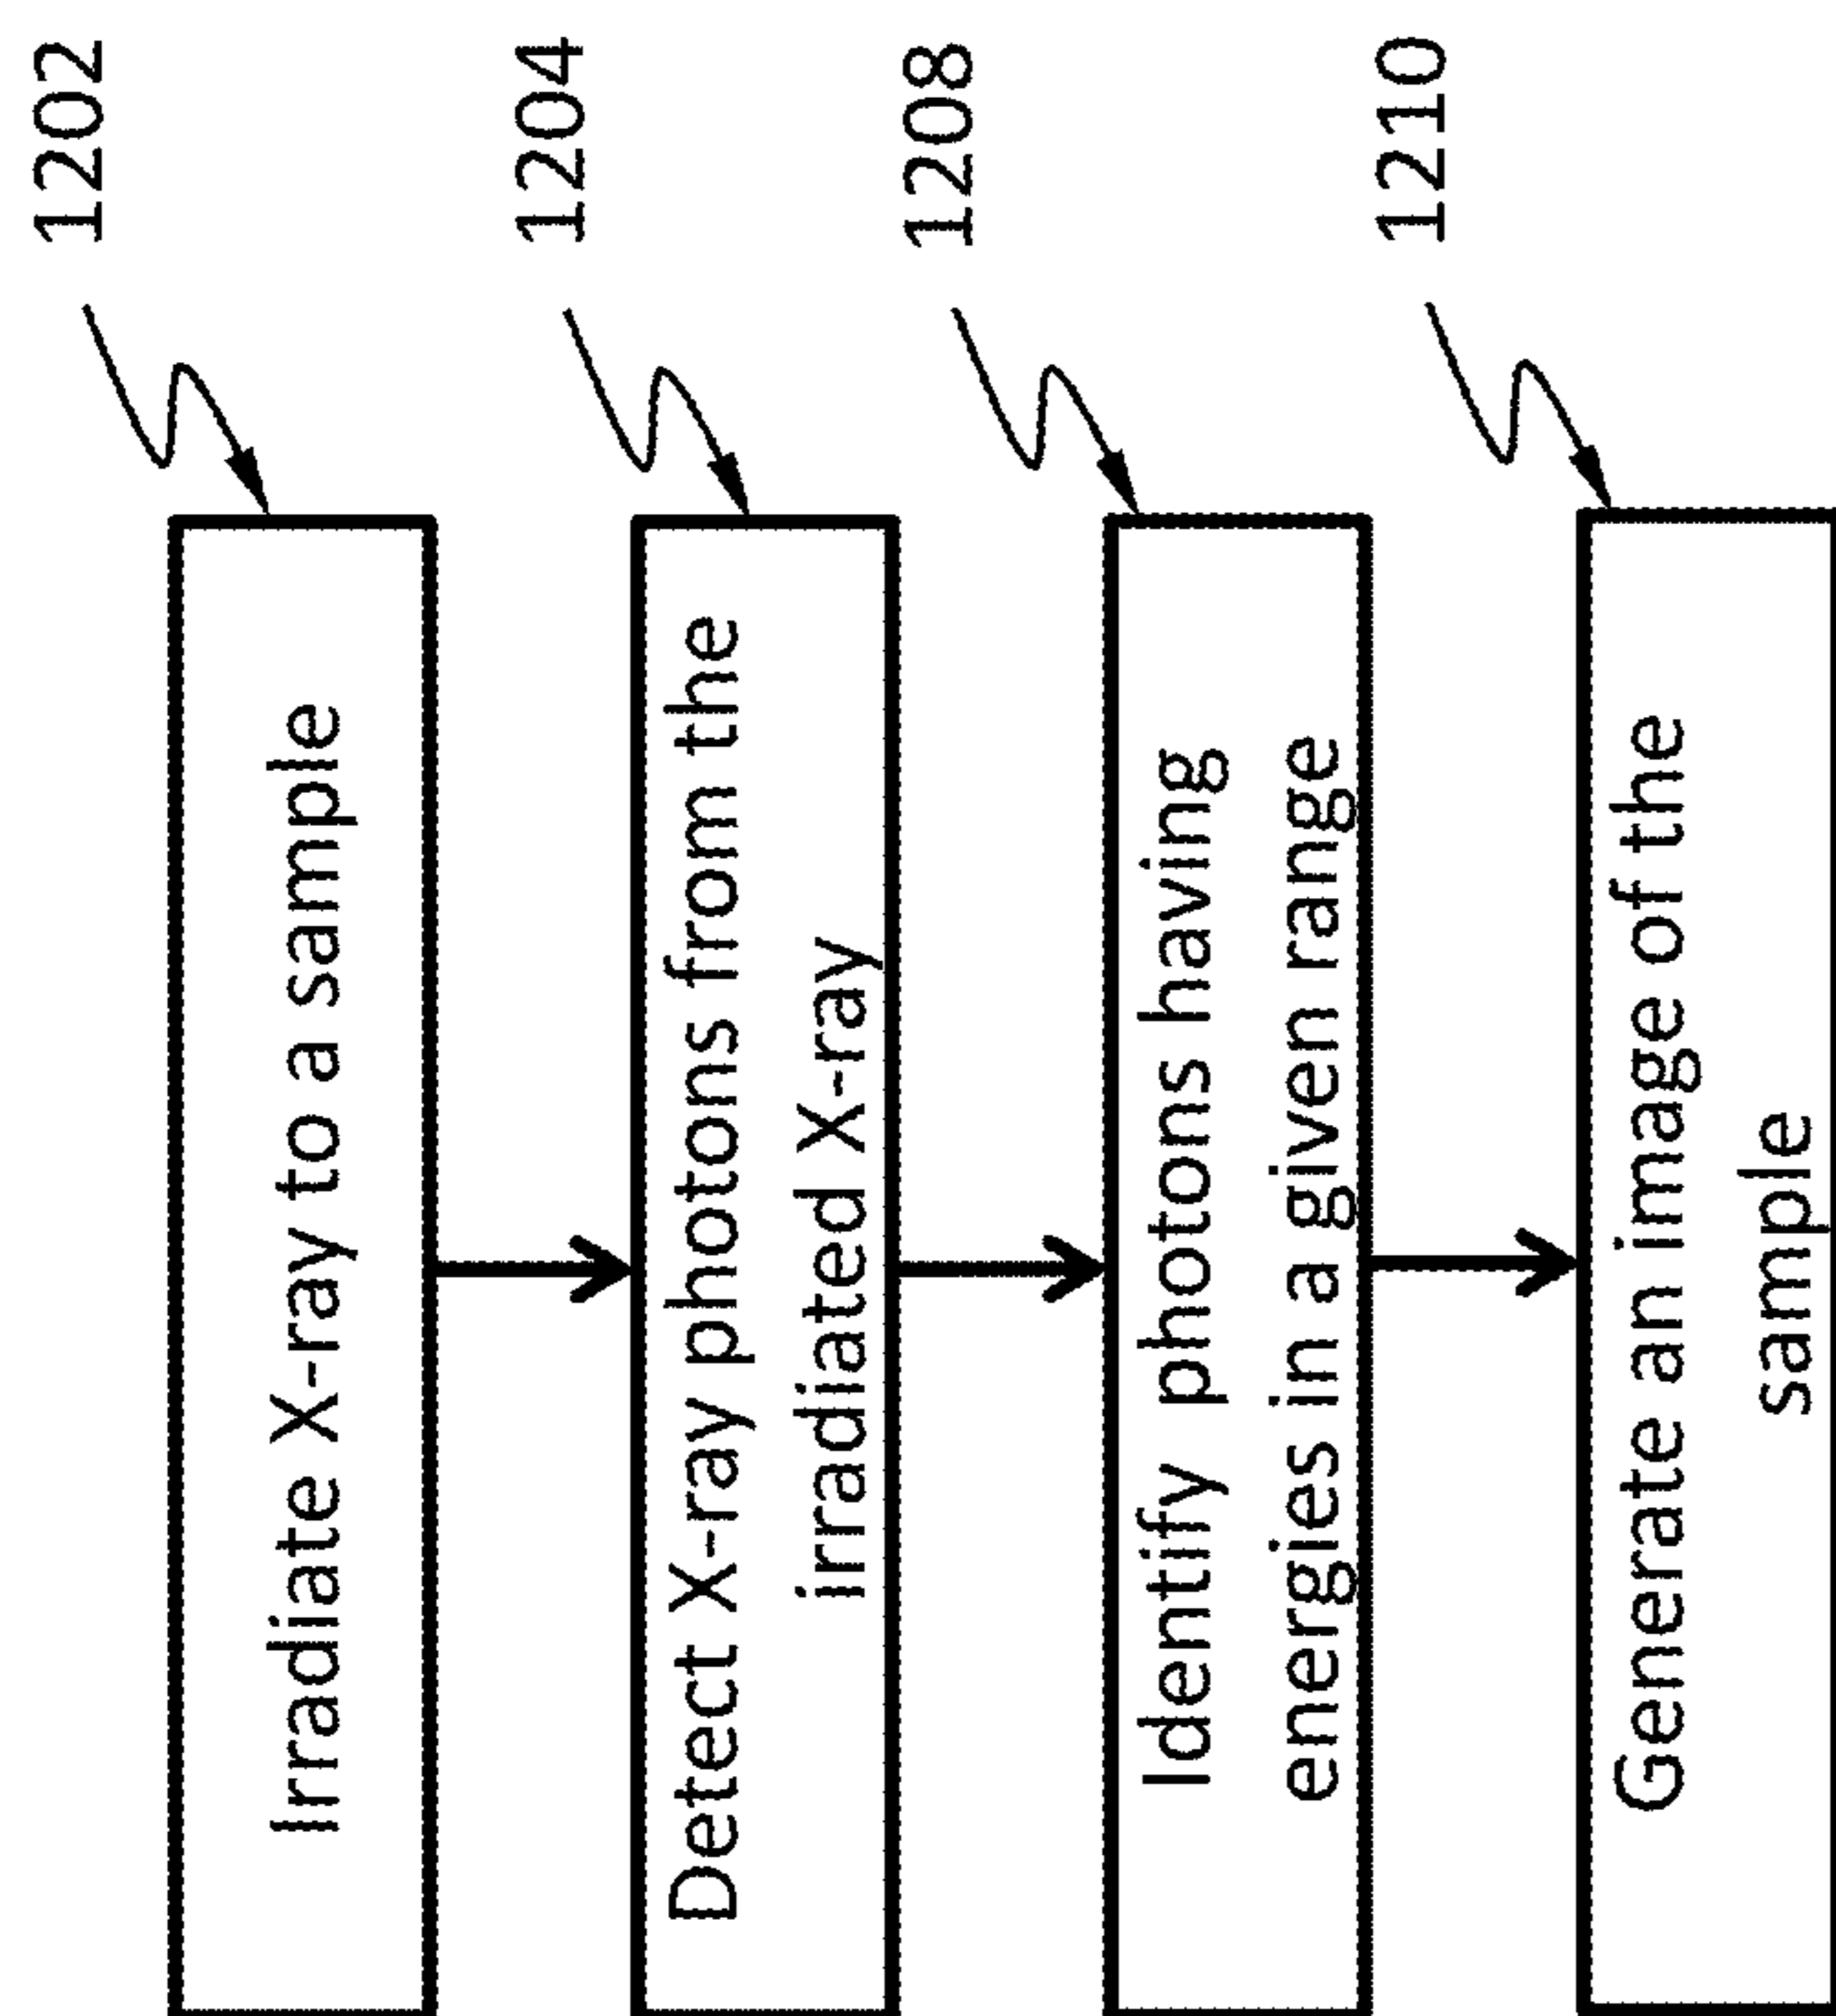 1202
Irradiate X-ray to a sample
1204
Detect X-ray photons from the
irradiated X-ray
1208
Identify photons having
energies in a given range
1210
Generate an image of the
sample